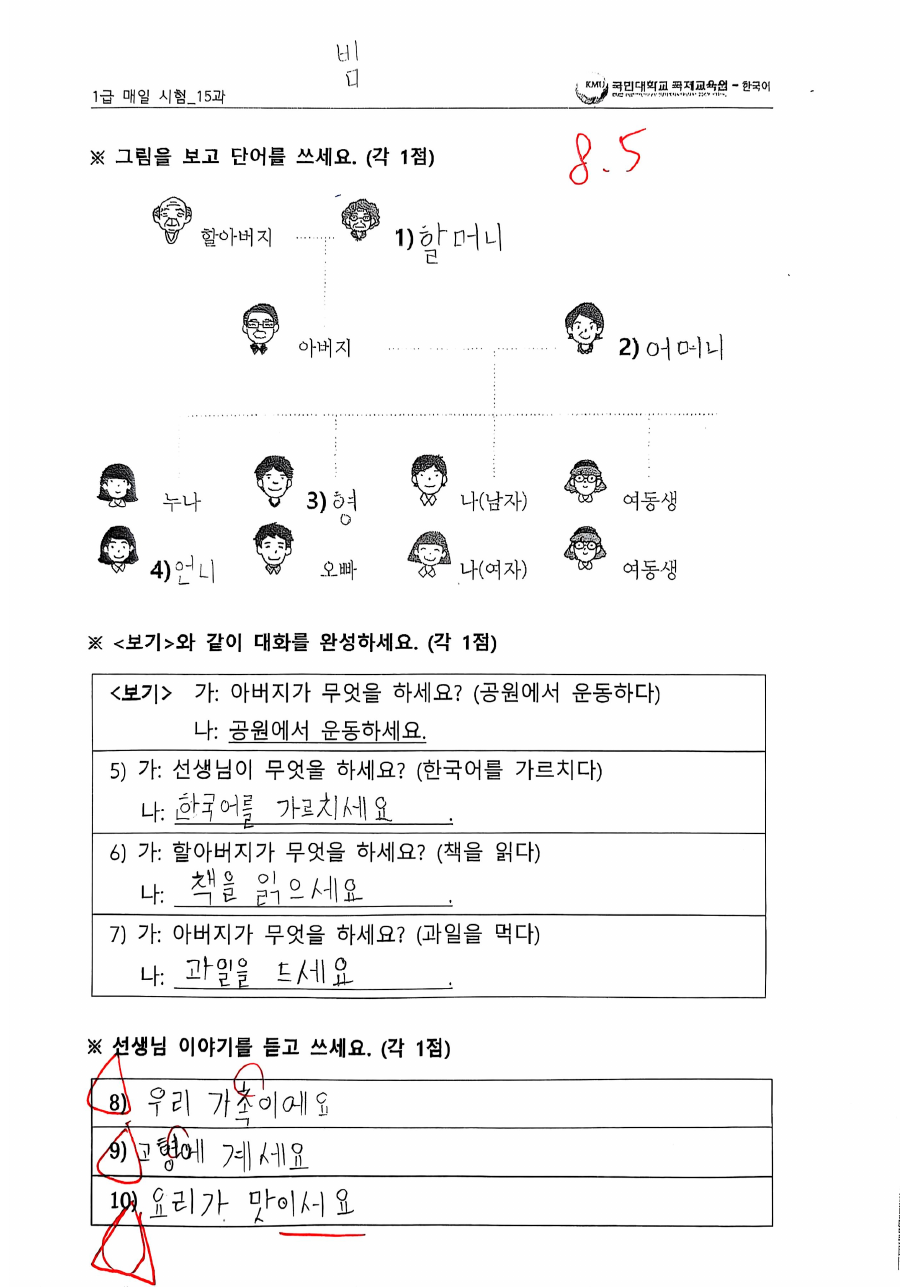 빔
1급 매일 시험_15과
KMU 국민대학교 국제교육원 - 한국어
※ 그림을 보고 단어를 쓰세요. (각 1점)
8.5
할아버지 1) 할머니
아버지 2) 어머니
누나 3) 형 나(남자) 여동생
4) 언니 오빠 나(여자) 여동생
※ <보기>와 같이 대화를 완성하세요. (각 1점)
<보기> 가: 아버지가 무엇을 하세요? (공원에서 운동하다)
나: 공원에서 운동하세요.
5) 가: 선생님이 무엇을 하세요? (한국어를 가르치다)
나: 한국어를 가르치세요.
6) 가: 할아버지가 무엇을 하세요? (책을 읽다)
나: 책을 읽으세요.
7) 가: 아버지가 무엇을 하세요? (과일을 먹다)
나: 과일을 드세요.
※ 선생님 이야기를 듣고 쓰세요. (각 1점)
8) 우리 가촉이에요
9) 고형에 계세요
10) 요리가 맛이서요